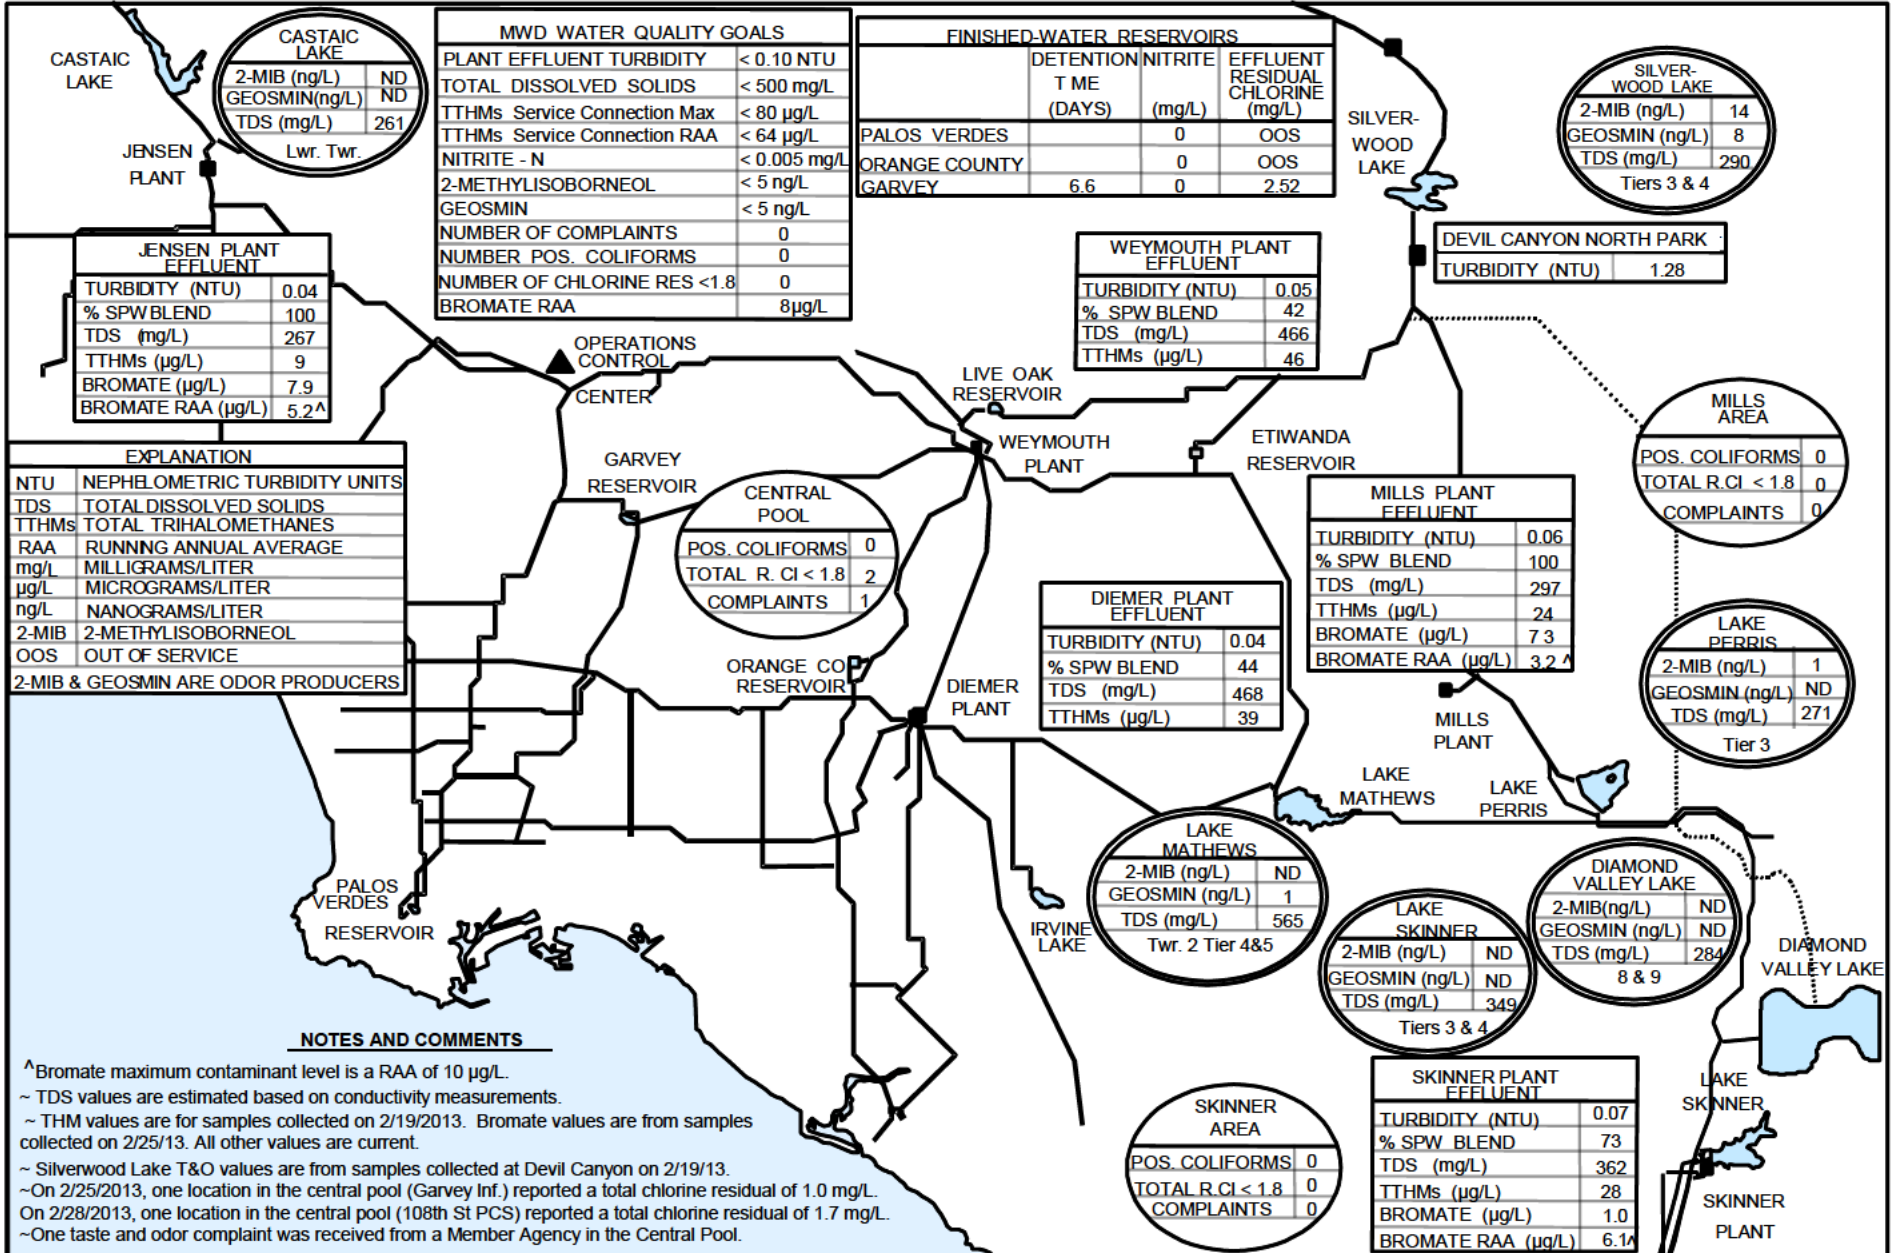 CASTAIC
LAKE
CASTAIC
LAKE
2-MIB (ng/L) ND
GEOSMIN(ng/L) ND
TDS (mg/L) 261
Lwr. Twr.
JENSEN
PLANT
MWD WATER QUALITY GOALS
PLANT EFFLUENT TURBIDITY < 0.10 NTU
TOTAL DISSOLVED SOLIDS < 500 mg/L
TTHMs Service Connection Max < 80 µg/L
TTHMs Service Connection RAA < 64 µg/L
NITRITE - N < 0.005 mg/L
2-METHYLISOBORNEOL < 5 ng/L
GEOSMIN < 5 ng/L
NUMBER OF COMPLAINTS 0
NUMBER POS. COLIFORMS 0
NUMBER OF CHLORINE RES <1.8 0
BROMATE RAA 8µg/L
FINISHED-WATER RESERVOIRS
DETENTION NITRITE EFFLUENT
RESIDUAL
T ME CHLORINE
(DAYS) (mg/L) (mg/L)
PALOS VERDES 0 OOS
ORANGE COUNTY 0 OOS
GARVEY 6.6 0 2.52
SILVER-
WOOD
LAKE
SILVER-
WOOD LAKE
2-MIB (ng/L) 14
GEOSMIN (ng/L) 8
TDS (mg/L) 290
Tiers 3 & 4
DEVIL CANYON NORTH PARK
TURBIDITY (NTU) 1.28
JENSEN PLANT
EFFLUENT
TURBIDITY (NTU) 0.04
% SPW BLEND 100
TDS (mg/L) 267
TTHMs (µg/L) 9
BROMATE (µg/L) 7.9
BROMATE RAA (µg/L) 5.2^
WEYMOUTH PLANT
EFFLUENT
TURBIDITY (NTU) 0.05
% SPW BLEND 42
TDS (mg/L) 466
TTHMs (µg/L) 46
OPERATIONS
CONTROL
CENTER
LIVE OAK
RESERVOIR
WEYMOUTH
PLANT
ETIWANDA
RESERVOIR
MILLS
AREA
POS. COLIFORMS 0
TOTAL R.Cl < 1.8 0
COMPLAINTS 0
EXPLANATION
NTU NEPHELOMETRIC TURBIDITY UNITS
TDS TOTAL DISSOLVED SOLIDS
TTHMs TOTAL TRIHALOMETHANES
RAA RUNNING ANNUAL AVERAGE
mg/L MILLIGRAMS/LITER
µg/L MICROGRAMS/LITER
ng/L NANOGRAMS/LITER
2-MIB 2-METHYLISOBORNEOL
OOS OUT OF SERVICE
2-MIB & GEOSMIN ARE ODOR PRODUCERS
GARVEY
RESERVOIR
CENTRAL
POOL
POS. COLIFORMS 0
TOTAL R. Cl < 1.8 2
COMPLAINTS 1
MILLS PLANT
EFFLUENT
TURBIDITY (NTU) 0.06
% SPW BLEND 100
TDS (mg/L) 297
TTHMs (µg/L) 24
BROMATE (µg/L) 7 3
BROMATE RAA (µg/L) 3.2 ^
DIEMER PLANT
EFFLUENT
TURBIDITY (NTU) 0.04
% SPW BLEND 44
TDS (mg/L) 468
TTHMs (µg/L) 39
LAKE
PERRIS
2-MIB (ng/L) 1
GEOSMIN (ng/L) ND
TDS (mg/L) 271
Tier 3
ORANGE CO
RESERVOIR
DIEMER
PLANT
MILLS
PLANT
LAKE
MATHEWS
LAKE
PERRIS
LAKE
MATHEWS
2-MIB (ng/L) ND
GEOSMIN (ng/L) 1
TDS (mg/L) 565
Twr. 2 Tier 4&5
DIAMOND
VALLEY LAKE
2-MIB(ng/L) ND
GEOSMIN (ng/L) ND
TDS (mg/L) 284
8 & 9
LAKE
SKINNER
2-MIB (ng/L) ND
GEOSMIN (ng/L) ND
TDS (mg/L) 349
Tiers 3 & 4
DIAMOND
VALLEY LAKE
PALOS
VERDES
RESERVOIR
IRVINE
LAKE
NOTES AND COMMENTS
^Bromate maximum contaminant level is a RAA of 10 µg/L.
~ TDS values are estimated based on conductivity measurements.
~ THM values are for samples collected on 2/19/2013. Bromate values are from samples
collected on 2/25/13. All other values are current.
~ Silverwood Lake T&O values are from samples collected at Devil Canyon on 2/19/13.
~On 2/25/2013, one location in the central pool (Garvey Inf.) reported a total chlorine residual of 1.0 mg/L.
On 2/28/2013, one location in the central pool (108th St PCS) reported a total chlorine residual of 1.7 mg/L.
~One taste and odor complaint was received from a Member Agency in the Central Pool.
SKINNER
AREA
POS. COLIFORMS 0
TOTAL R.Cl < 1.8 0
COMPLAINTS 0
SKINNER PLANT
EFFLUENT
TURBIDITY (NTU) 0.07
% SPW BLEND 73
TDS (mg/L) 362
TTHMs (µg/L) 28
BROMATE (µg/L) 1.0
BROMATE RAA (µg/L) 6.1^
LAKE
SKINNER
SKINNER
PLANT